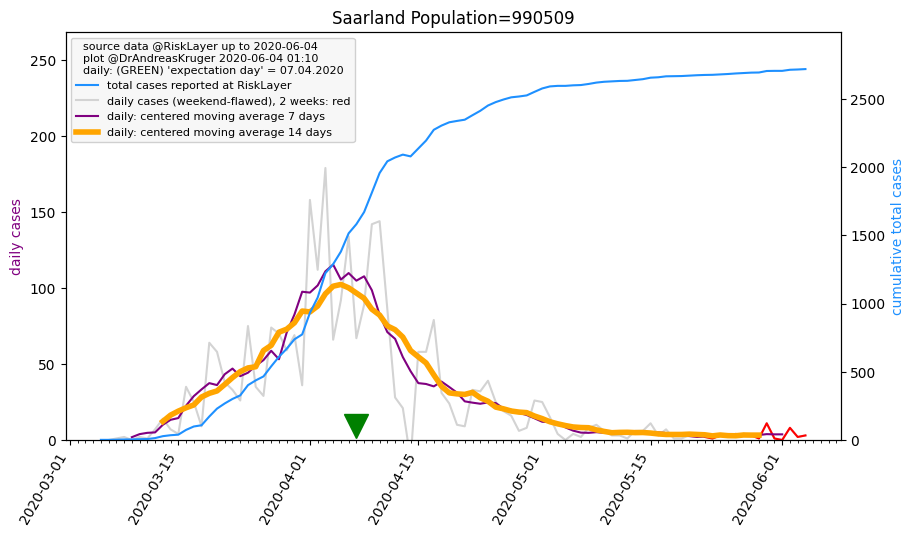 Saarland Population=990509
source data @RiskLayer up to 2020-06-04
plot @DrAndreasKruger 2020-06-04 01:10
daily: (GREEN) 'expectation day' = 07.04.2020
total cases reported at RiskLayer
daily cases (weekend-flawed), 2 weeks: red
daily: centered moving average 7 days
daily: centered moving average 14 days
daily cases
250
200
150
100
50
0
cumulative total cases
2500
2000
1500
1000
500
0
2020-03-01
2020-03-15
2020-04-01
2020-04-15
2020-05-01
2020-05-15
2020-06-01